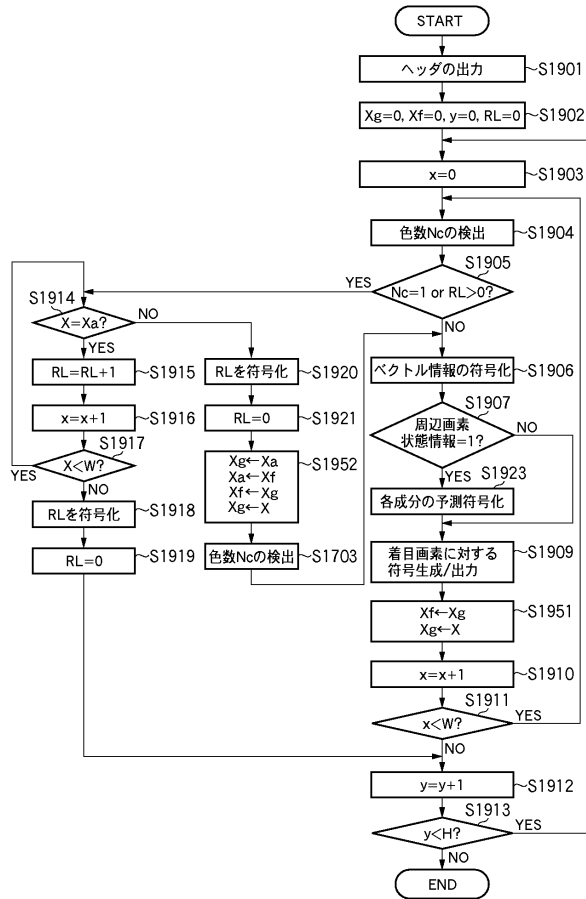 START
ヘッダの出力
S1901
Xg=0, Xf=0, y=0, RL=0
S1902
x=0
S1903
色数Ncの検出
S1904
S1905
Nc=1 or RL>0?
YES
NO
S1914
X=Xa?
NO
YES
RL=RL+1
S1915
x=x+1
S1916
S1917
X<W?
YES
NO
RLを符号化
S1918
RL=0
S1919
RLを符号化
S1920
RL=0
S1921
Xg←Xa
Xa←Xf
Xf←Xg
Xg←X
S1952
色数Ncの検出
S1703
ベクトル情報の符号化
S1906
S1907
周辺画素
状態情報=1?
NO
YES
S1923
各成分の予測符号化
着目画素に対する
符号生成/出力
S1909
Xf←Xg
Xg←X
S1951
x=x+1
S1910
S1911
x<W?
YES
NO
y=y+1
S1912
S1913
y<H?
YES
NO
END